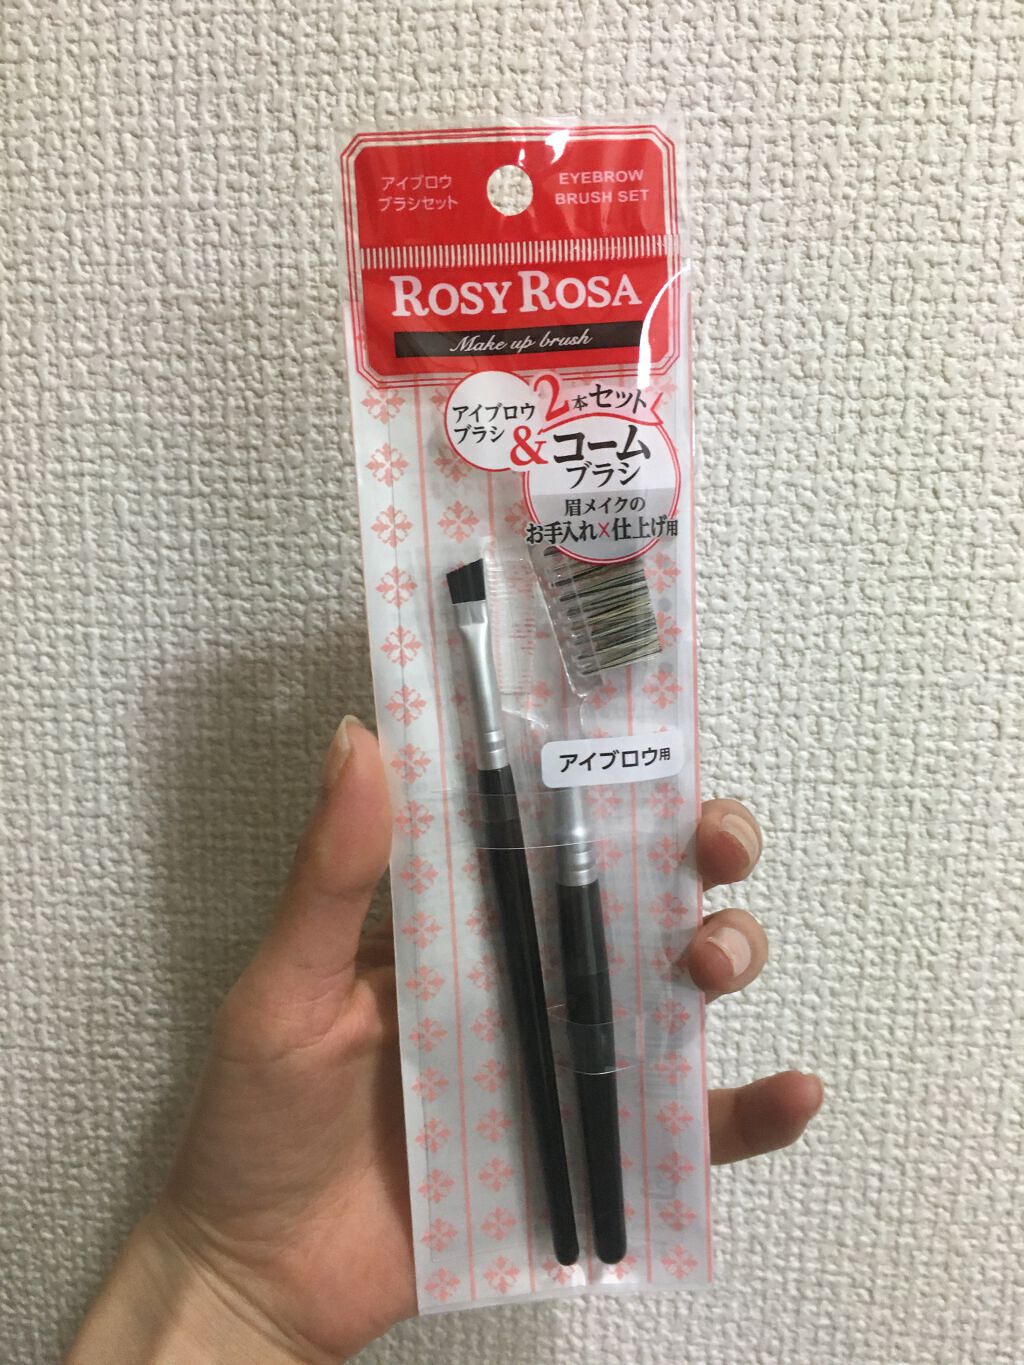 アイブロウ
ブラシセット
EYEBROW
BRUSH SET
ROSY ROSA
Make up brush
2本セット
アイブロウ
ブラシ
&
コーム
ブラシ
眉メイクの
お手入れ×仕上げ用
アイブロウ用